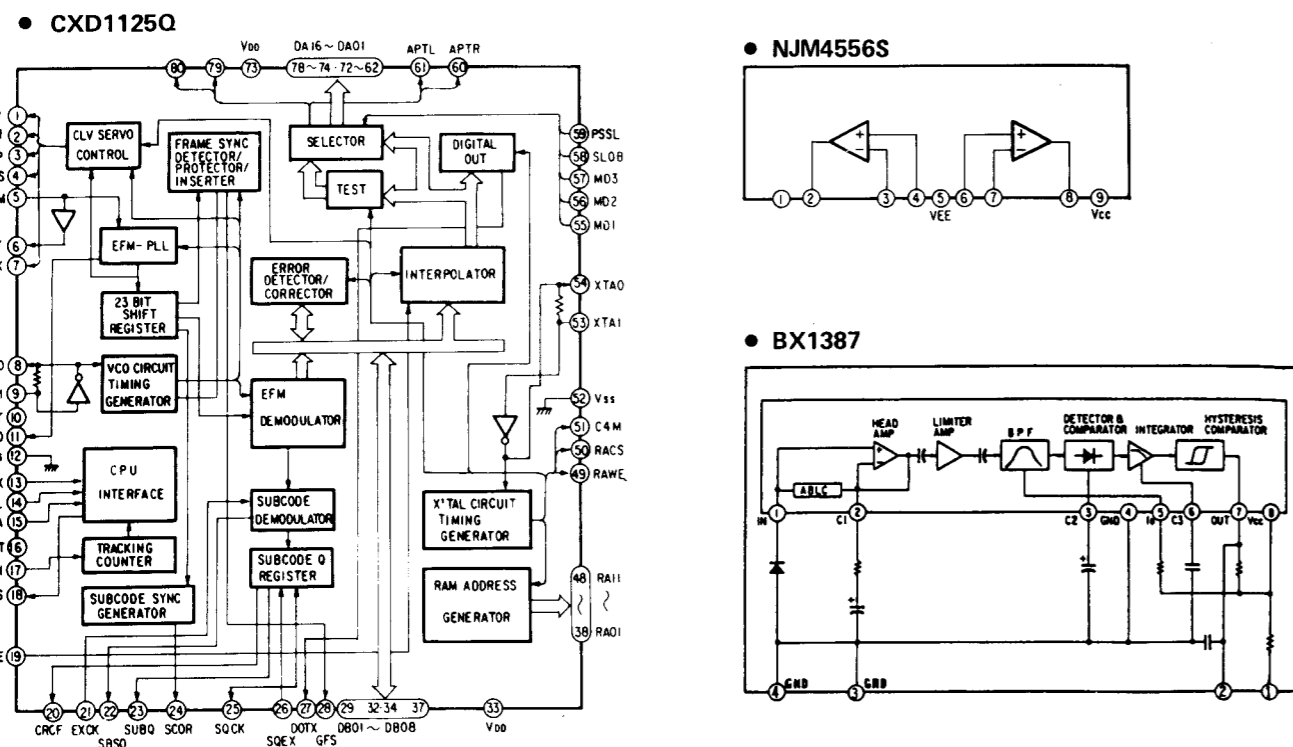 ● CXD1125Q
VDD DA16~DA01 APTL APTR
80 79 73 78~74·72~62 61 60
1
2
3
4
5
6
7
8
9
10
11
12
13
14
15
16
17
18
19
CLV SERVO
CONTROL
FRAME SYNC
DETECTOR/
PROTECTOR/
INSERTER
SELECTOR
DIGITAL
OUT
TEST
EFM-PLL
ERROR
DETECTOR/
CORRECTOR
INTERPOLATOR
23 BIT
SHIFT
REGISTER
VCO CIRCUIT
TIMING
GENERATOR
EFM
DEMODULATOR
CPU
INTERFACE
SUBCODE
DEMODULATOR
X'TAL CIRCUIT
TIMING
GENERATOR
TRACKING
COUNTER
SUBCODE Q
REGISTER
SUBCODE SYNC
GENERATOR
RAM ADDRESS
GENERATOR
59 PSSL
58 SLOB
57 MD3
56 MD2
55 MD1
54 XTAO
53 XTAI
52 Vss
51 C4M
50 RACS
49 RAWE
48 RA11
~
38 RA01
20 21 22 23 24 25 26 27 28 29 32·34 37 33
CRCF EXCK SBSO SUBQ SCOR SQCK SQEX DOTX GFS DB01~DB08 VDD
● NJM4556S
+ − + −
1 2 3 4 5 6 7 8 9
VEE Vcc
● BX1387
HEAD
AMP
LIMITER
AMP
BPF
DETECTOR &
COMPARATOR
INTEGRATOR
HYSTERESIS
COMPARATOR
ABLC
IN C1 C2 GND Io C3 OUT Vcc
1 2 3 4 5 6 7 8
4 GND 3 GND 2 1